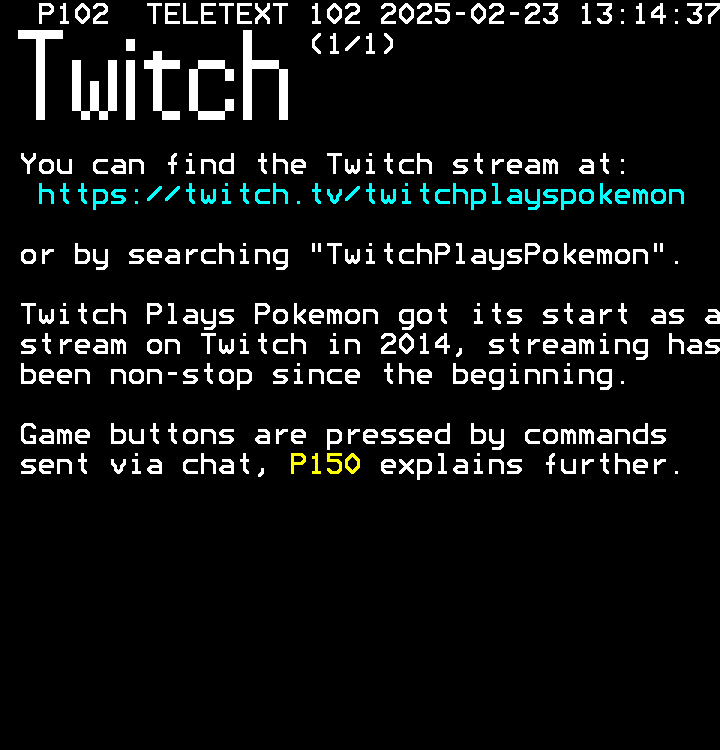 P102  TELETEXT 102 2025-02-23 13:14:37
Twitch (1/1)
You can find the Twitch stream at:
https://twitch.tv/twitchplayspokemon
or by searching "TwitchPlaysPokemon".
Twitch Plays Pokemon got its start as a
stream on Twitch in 2014, streaming has
been non-stop since the beginning.
Game buttons are pressed by commands
sent via chat, P150 explains further.